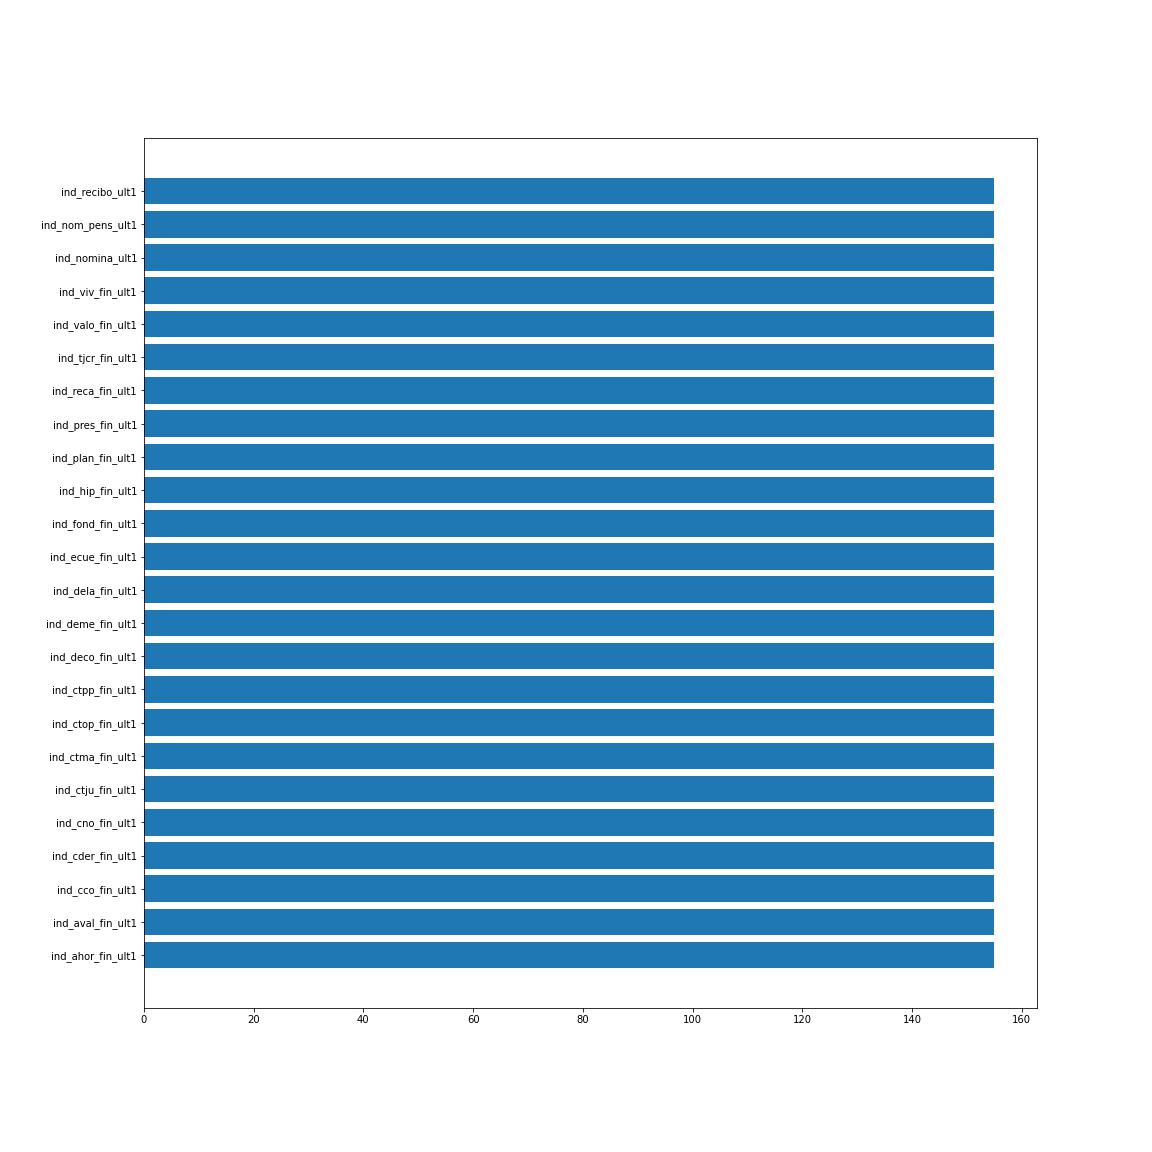 ind_recibo_ult1
ind_nom_pens_ult1
ind_nomina_ult1
ind_viv_fin_ult1
ind_valo_fin_ult1
ind_tjcr_fin_ult1
ind_reca_fin_ult1
ind_pres_fin_ult1
ind_plan_fin_ult1
ind_hip_fin_ult1
ind_fond_fin_ult1
ind_ecue_fin_ult1
ind_dela_fin_ult1
ind_deme_fin_ult1
ind_deco_fin_ult1
ind_ctpp_fin_ult1
ind_ctop_fin_ult1
ind_ctma_fin_ult1
ind_ctju_fin_ult1
ind_cno_fin_ult1
ind_cder_fin_ult1
ind_cco_fin_ult1
ind_aval_fin_ult1
ind_ahor_fin_ult1
0 20 40 60 80 100 120 140 160